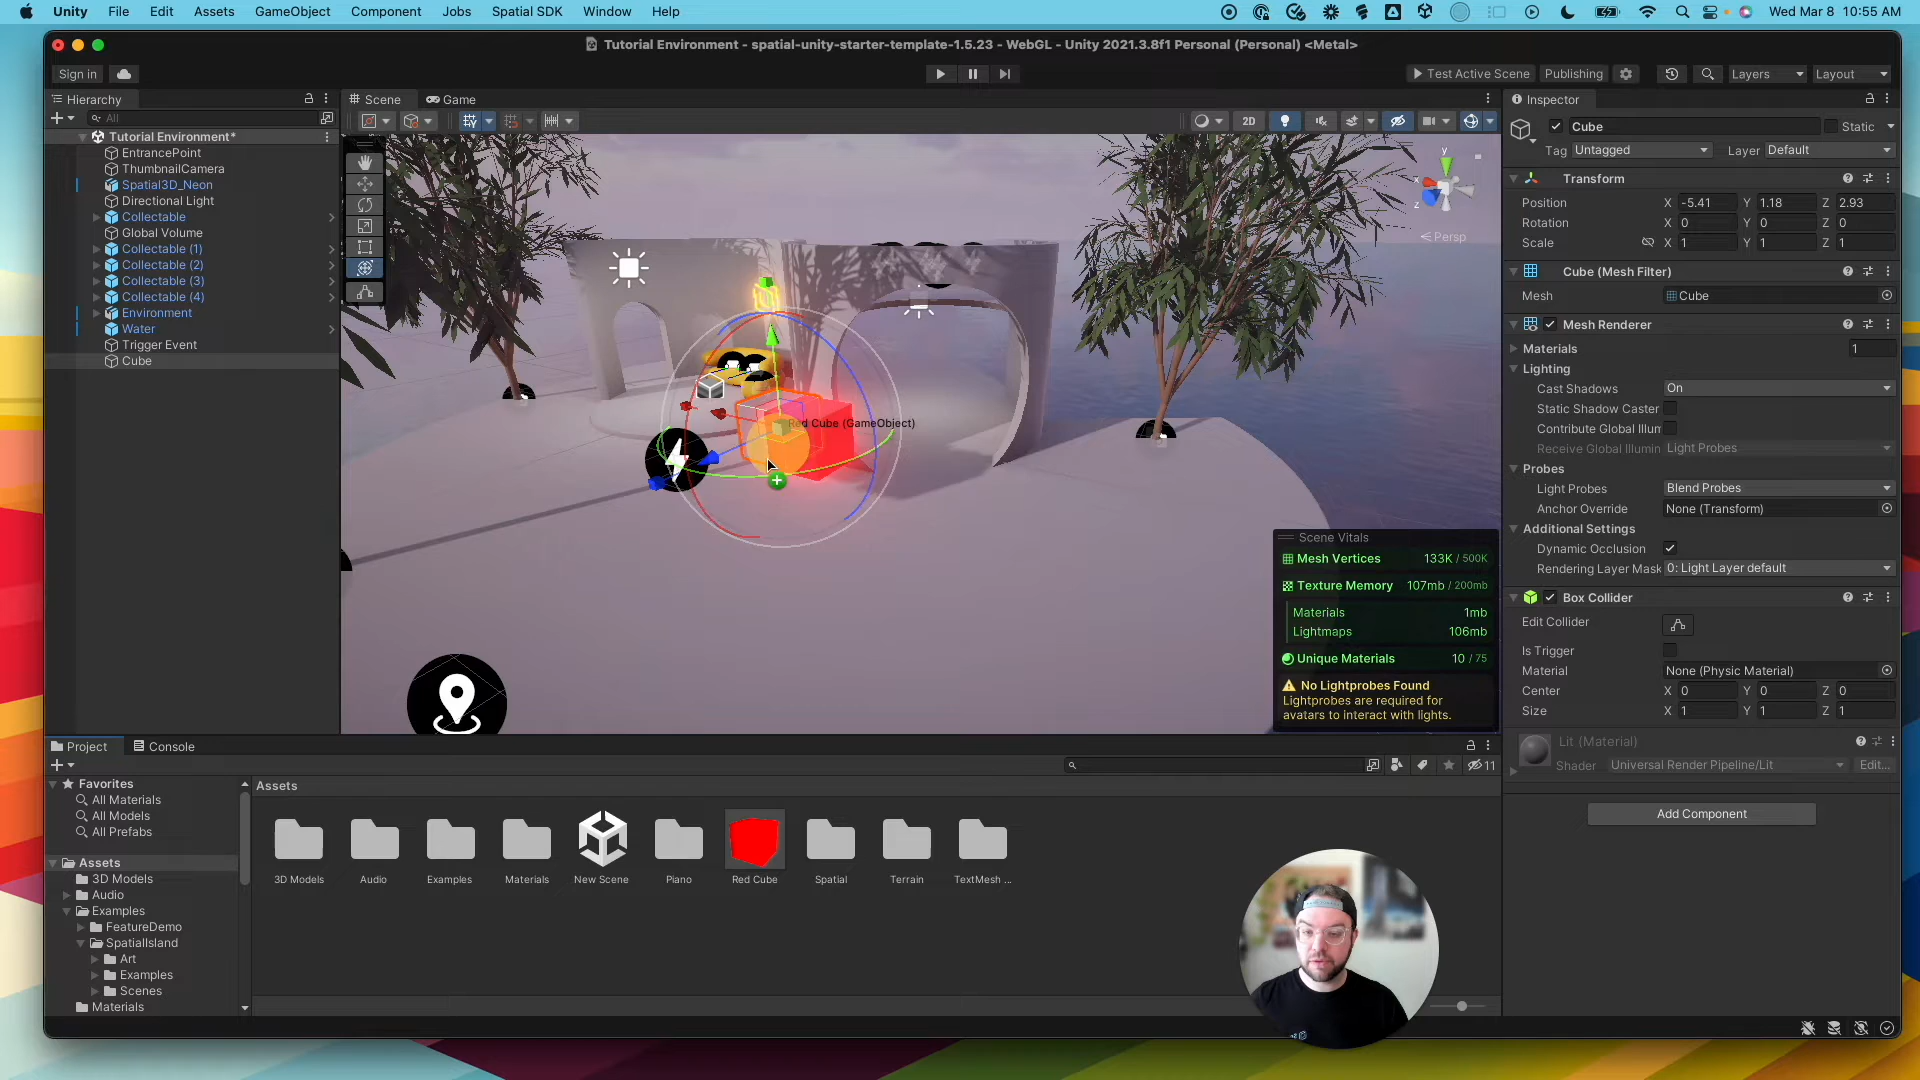 Unity File Edit Assets GameObject Component Jobs Spatial SDK Window Help Wed Mar 8 10:55 AM
Tutorial Environment - spatial-unity-starter-template-1.5.23 - WebGL - Unity 2021.3.8f1 Personal (Personal) <Metal>
Sign in Test Active Scene Publishing Layers Layout
Hierarchy
All
Tutorial Environment*
EntrancePoint
ThumbnailCamera
Spatial3D_Neon
Directional Light
Collectable
Global Volume
Collectable (1)
Collectable (2)
Collectable (3)
Collectable (4)
Environment
Water
Trigger Event
Cube
Scene Game
2D
y
x
z
Persp
Red Cube (GameObject)
Scene Vitals
Mesh Vertices 133K / 500K
Texture Memory 107mb / 200mb
Materials 1mb
Lightmaps 106mb
Unique Materials 10 / 75
No Lightprobes Found
Lightprobes are required for
avatars to interact with lights.
Inspector
Cube Static
Tag Untagged Layer Default
Transform
Position X -5.41 Y 1.18 Z 2.93
Rotation X 0 Y 0 Z 0
Scale X 1 Y 1 Z 1
Cube (Mesh Filter)
Mesh Cube
Mesh Renderer
Materials 1
Lighting
Cast Shadows On
Static Shadow Caster
Contribute Global Illum
Receive Global Illumin Light Probes
Probes
Light Probes Blend Probes
Anchor Override None (Transform)
Additional Settings
Dynamic Occlusion
Rendering Layer Mask 0: Light Layer default
Box Collider
Edit Collider
Is Trigger
Material None (Physic Material)
Center X 0 Y 0 Z 0
Size X 1 Y 1 Z 1
Lit (Material)
Shader Universal Render Pipeline/Lit Edit...
Add Component
Project Console
11
Favorites
All Materials
All Models
All Prefabs
Assets
3D Models
Audio
Examples
FeatureDemo
SpatialIsland
Art
Examples
Scenes
Materials
Assets
3D Models Audio Examples Materials New Scene Piano Red Cube Spatial Terrain TextMesh ...